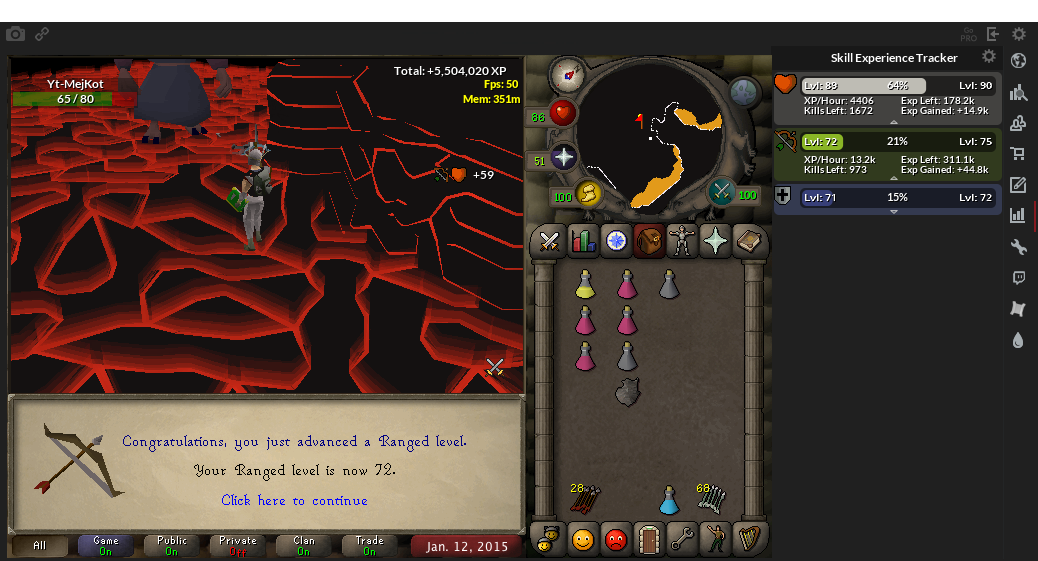 Go
PRO
Yt-MejKot
65 / 80
Total: +5,504,020 XP
Fps: 50
Mem: 351m
+59
86
51
100
100
Skill Experience Tracker
Lvl: 89 64% Lvl: 90
XP/Hour: 4406 Exp Left: 178.2k
Kills Left: 1672 Exp Gained: +14.9k
Lvl: 72 21% Lvl: 75
XP/Hour: 13.2k Exp Left: 311.1k
Kills Left: 973 Exp Gained: +44.8k
Lvl: 71 15% Lvl: 72
Congratulations, you just advanced a Ranged level.
Your Ranged level is now 72.
Click here to continue
28
68
All
Game
On
Public
On
Private
Off
Clan
On
Trade
On
Jan. 12, 2015